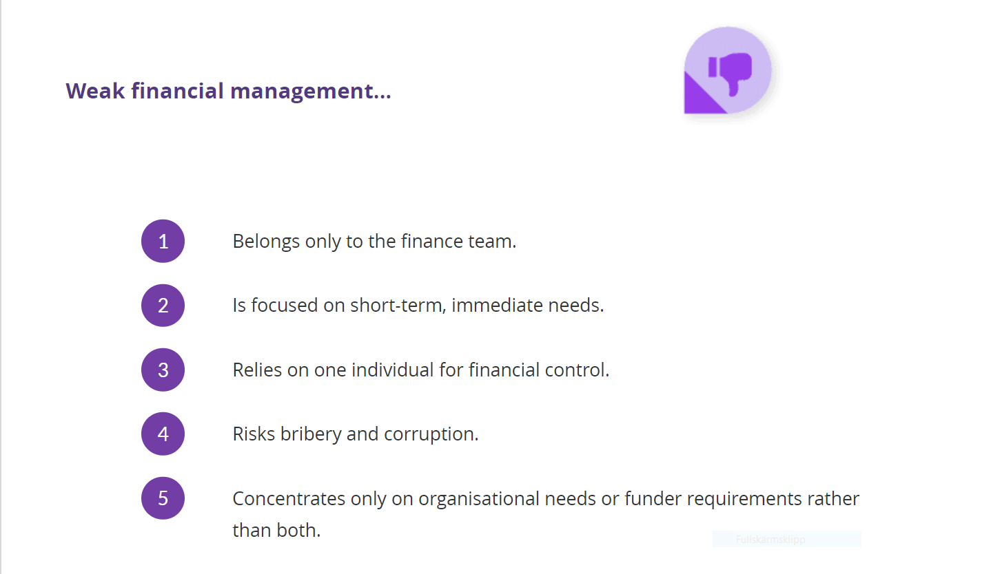 Weak financial management...
1 Belongs only to the finance team.
2 Is focused on short-term, immediate needs.
3 Relies on one individual for financial control.
4 Risks bribery and corruption.
5 Concentrates only on organisational needs or funder requirements rather
than both.
Fullskärmsklipp